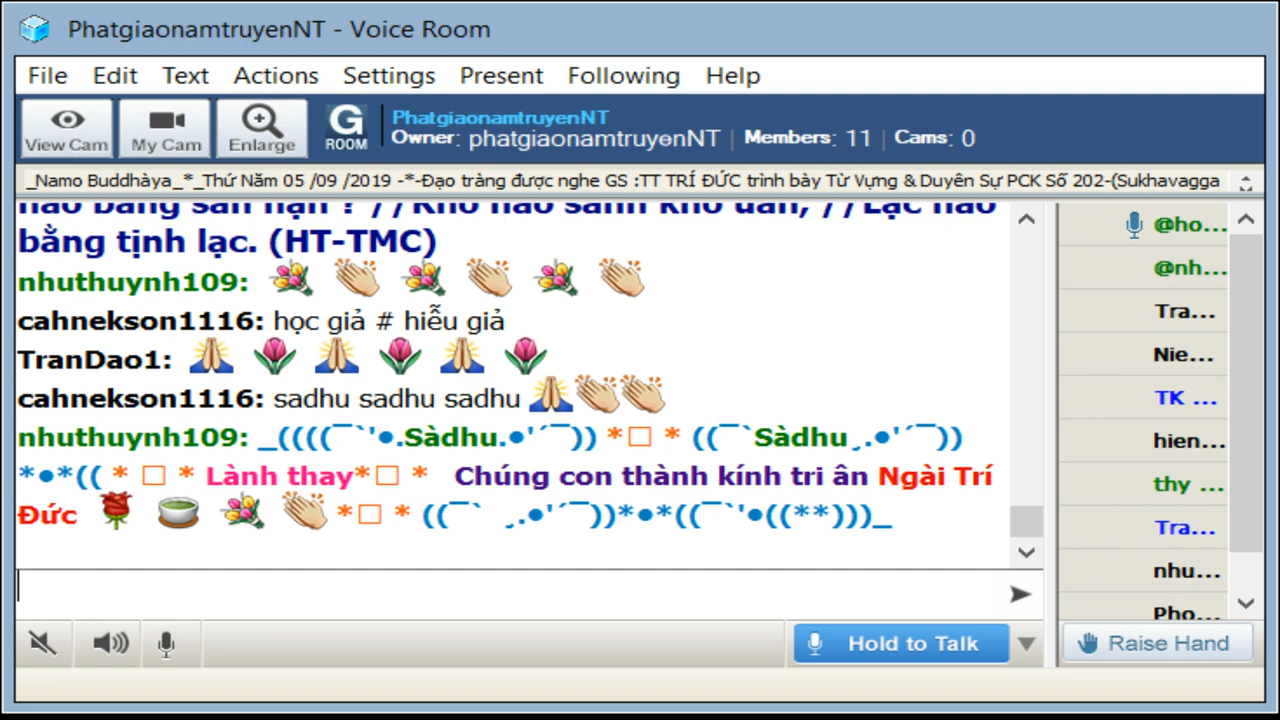 PhatgiaonamtruyenNT - Voice Room
File Edit Text Actions Settings Present Following Help
View Cam My Cam Enlarge G ROOM
PhatgiaonamtruyenNT
Owner: phatgiaonamtruyenNT | Members: 11 | Cams: 0
_Namo Buddhàya_*_Thứ Năm 05 /09 /2019 -*-Đạo tràng được nghe GS :TT TRÍ ĐỨC trình bày Từ Vựng & Duyên Sự PCK Số 202-(Sukhavagga
bằng tịnh lạc. (HT-TMC)
nhuthuynh109:
cahnekson1116: học giả # hiễu giả
TranDao1:
cahnekson1116: sadhu sadhu sadhu
nhuthuynh109: _((((¯`'●.Sàdhu.●'´¯)) *□ * ((¯`Sàdhu¸.●'´¯))
*●*(( * □ * Lành thay*□ * Chúng con thành kính tri ân Ngài Trí
Đức *□ * ((¯` ¸.●'´¯))*●*((¯`'●((**)))_
@ho...
@nh...
Tra...
Nie...
TK ...
hien...
thy ...
Tra...
nhu...
Pho...
Hold to Talk
Raise Hand